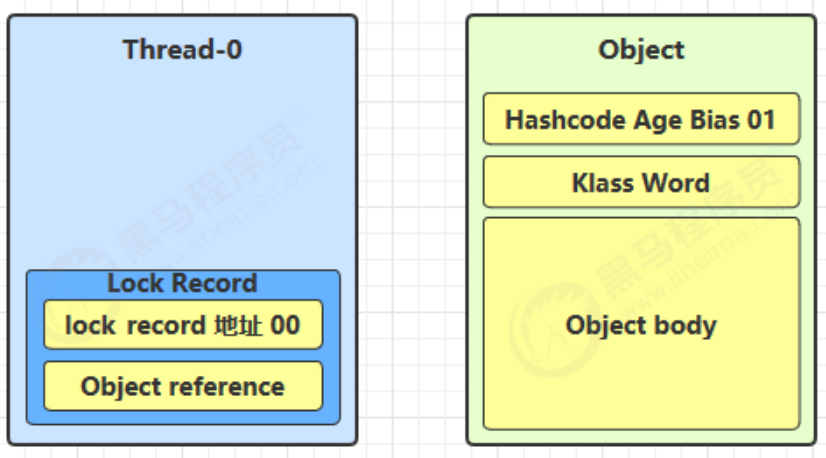 Thread-0
Lock Record
lock record 地址 00
Object reference
Object
Hashcode Age Bias 01
Klass Word
Object body
黑马程序员
www.itheima.com
黑马程序员
www.itheima.com